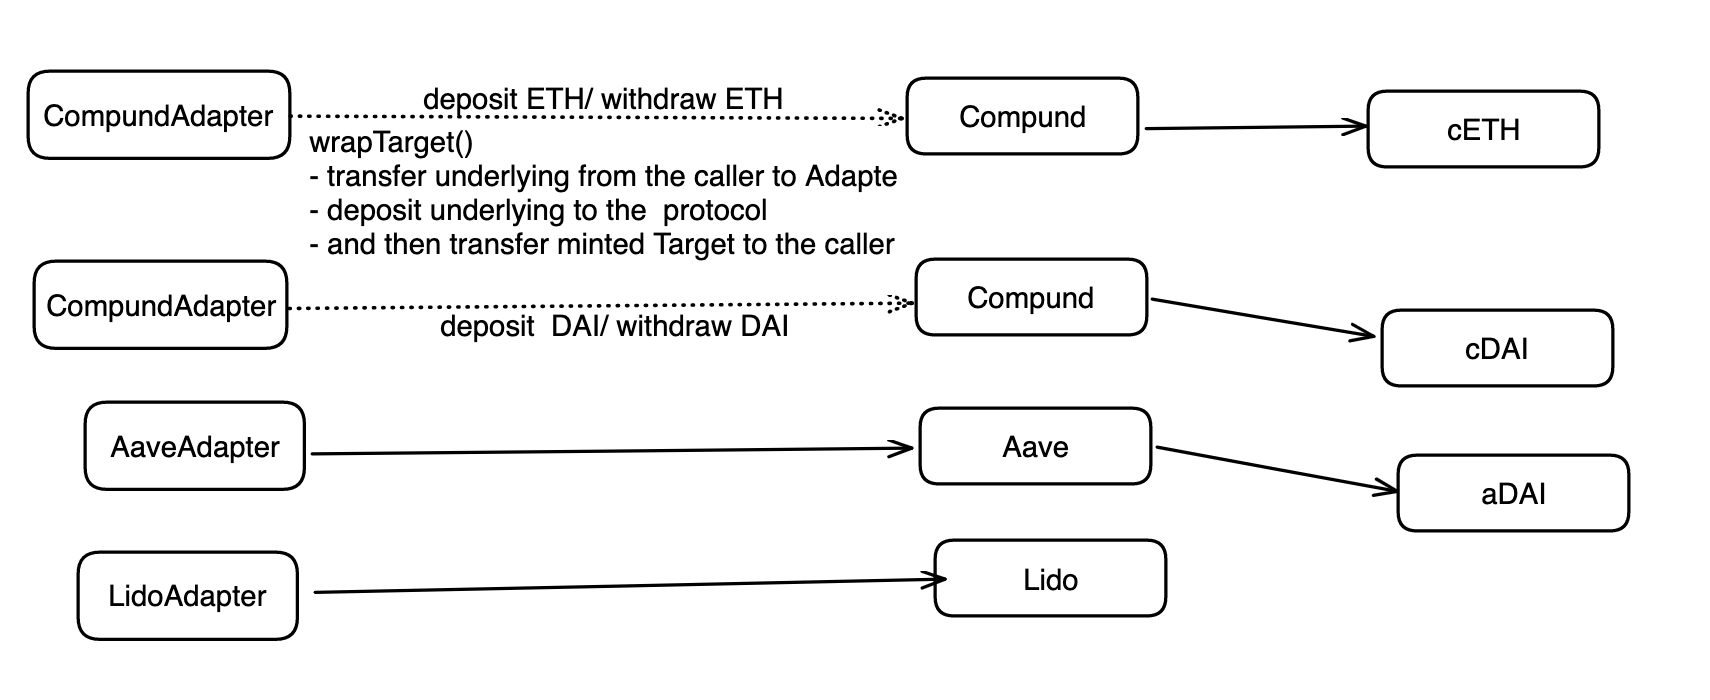 CompundAdapter
deposit ETH/ withdraw ETH
Compund
cETH
wrapTarget()
- transfer underlying from the caller to Adapte
- deposit underlying to the  protocol
- and then transfer minted Target to the caller
CompundAdapter
deposit  DAI/ withdraw DAI
Compund
cDAI
AaveAdapter
Aave
aDAI
LidoAdapter
Lido